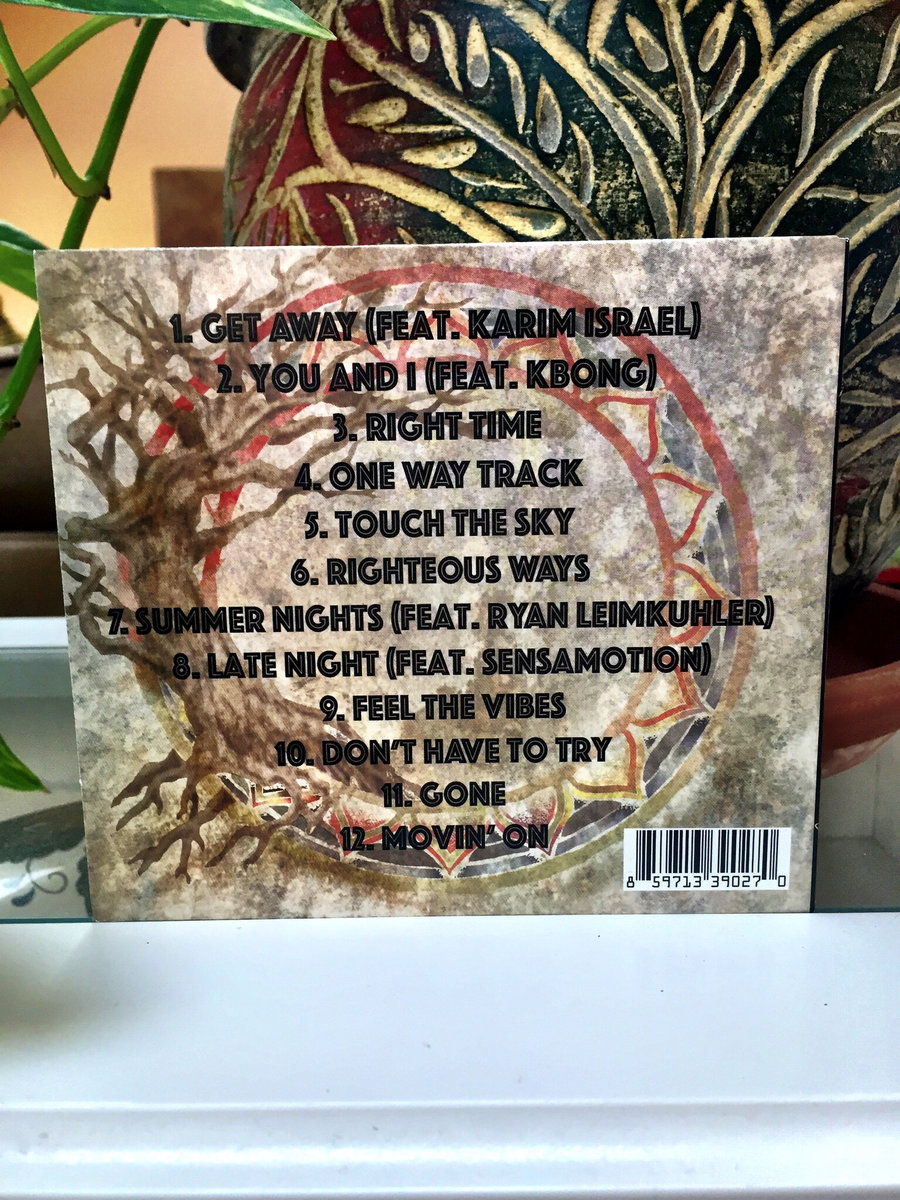 1. GET AWAY (FEAT. KARIM ISRAEL)
2. YOU AND I (FEAT. KBONG)
3. RIGHT TIME
4. ONE WAY TRACK
5. TOUCH THE SKY
6. RIGHTEOUS WAYS
7. SUMMER NIGHTS (FEAT. RYAN LEIMKUHLER)
8. LATE NIGHT (FEAT. SENSAMOTION)
9. FEEL THE VIBES
10. DON'T HAVE TO TRY
11. GONE
12. MOVIN' ON
8 59713 39027 0